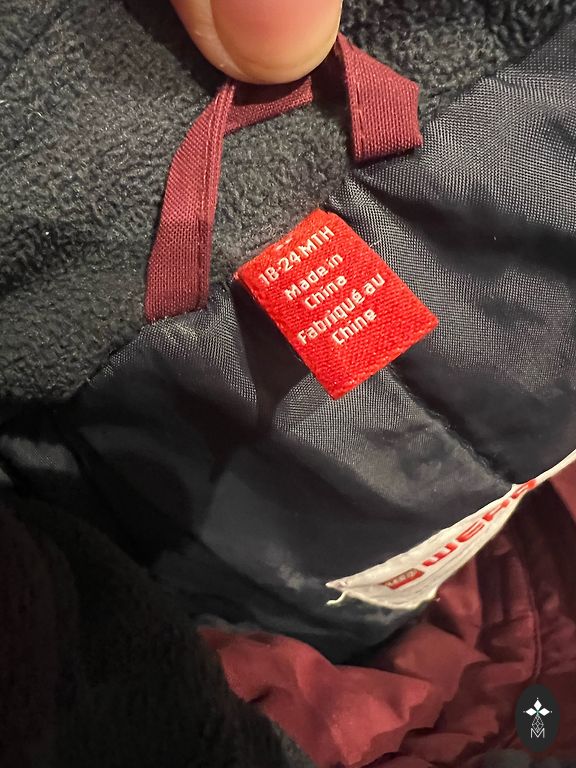 18-24 MTH
Made in
China
Fabriqué au
Chine
M